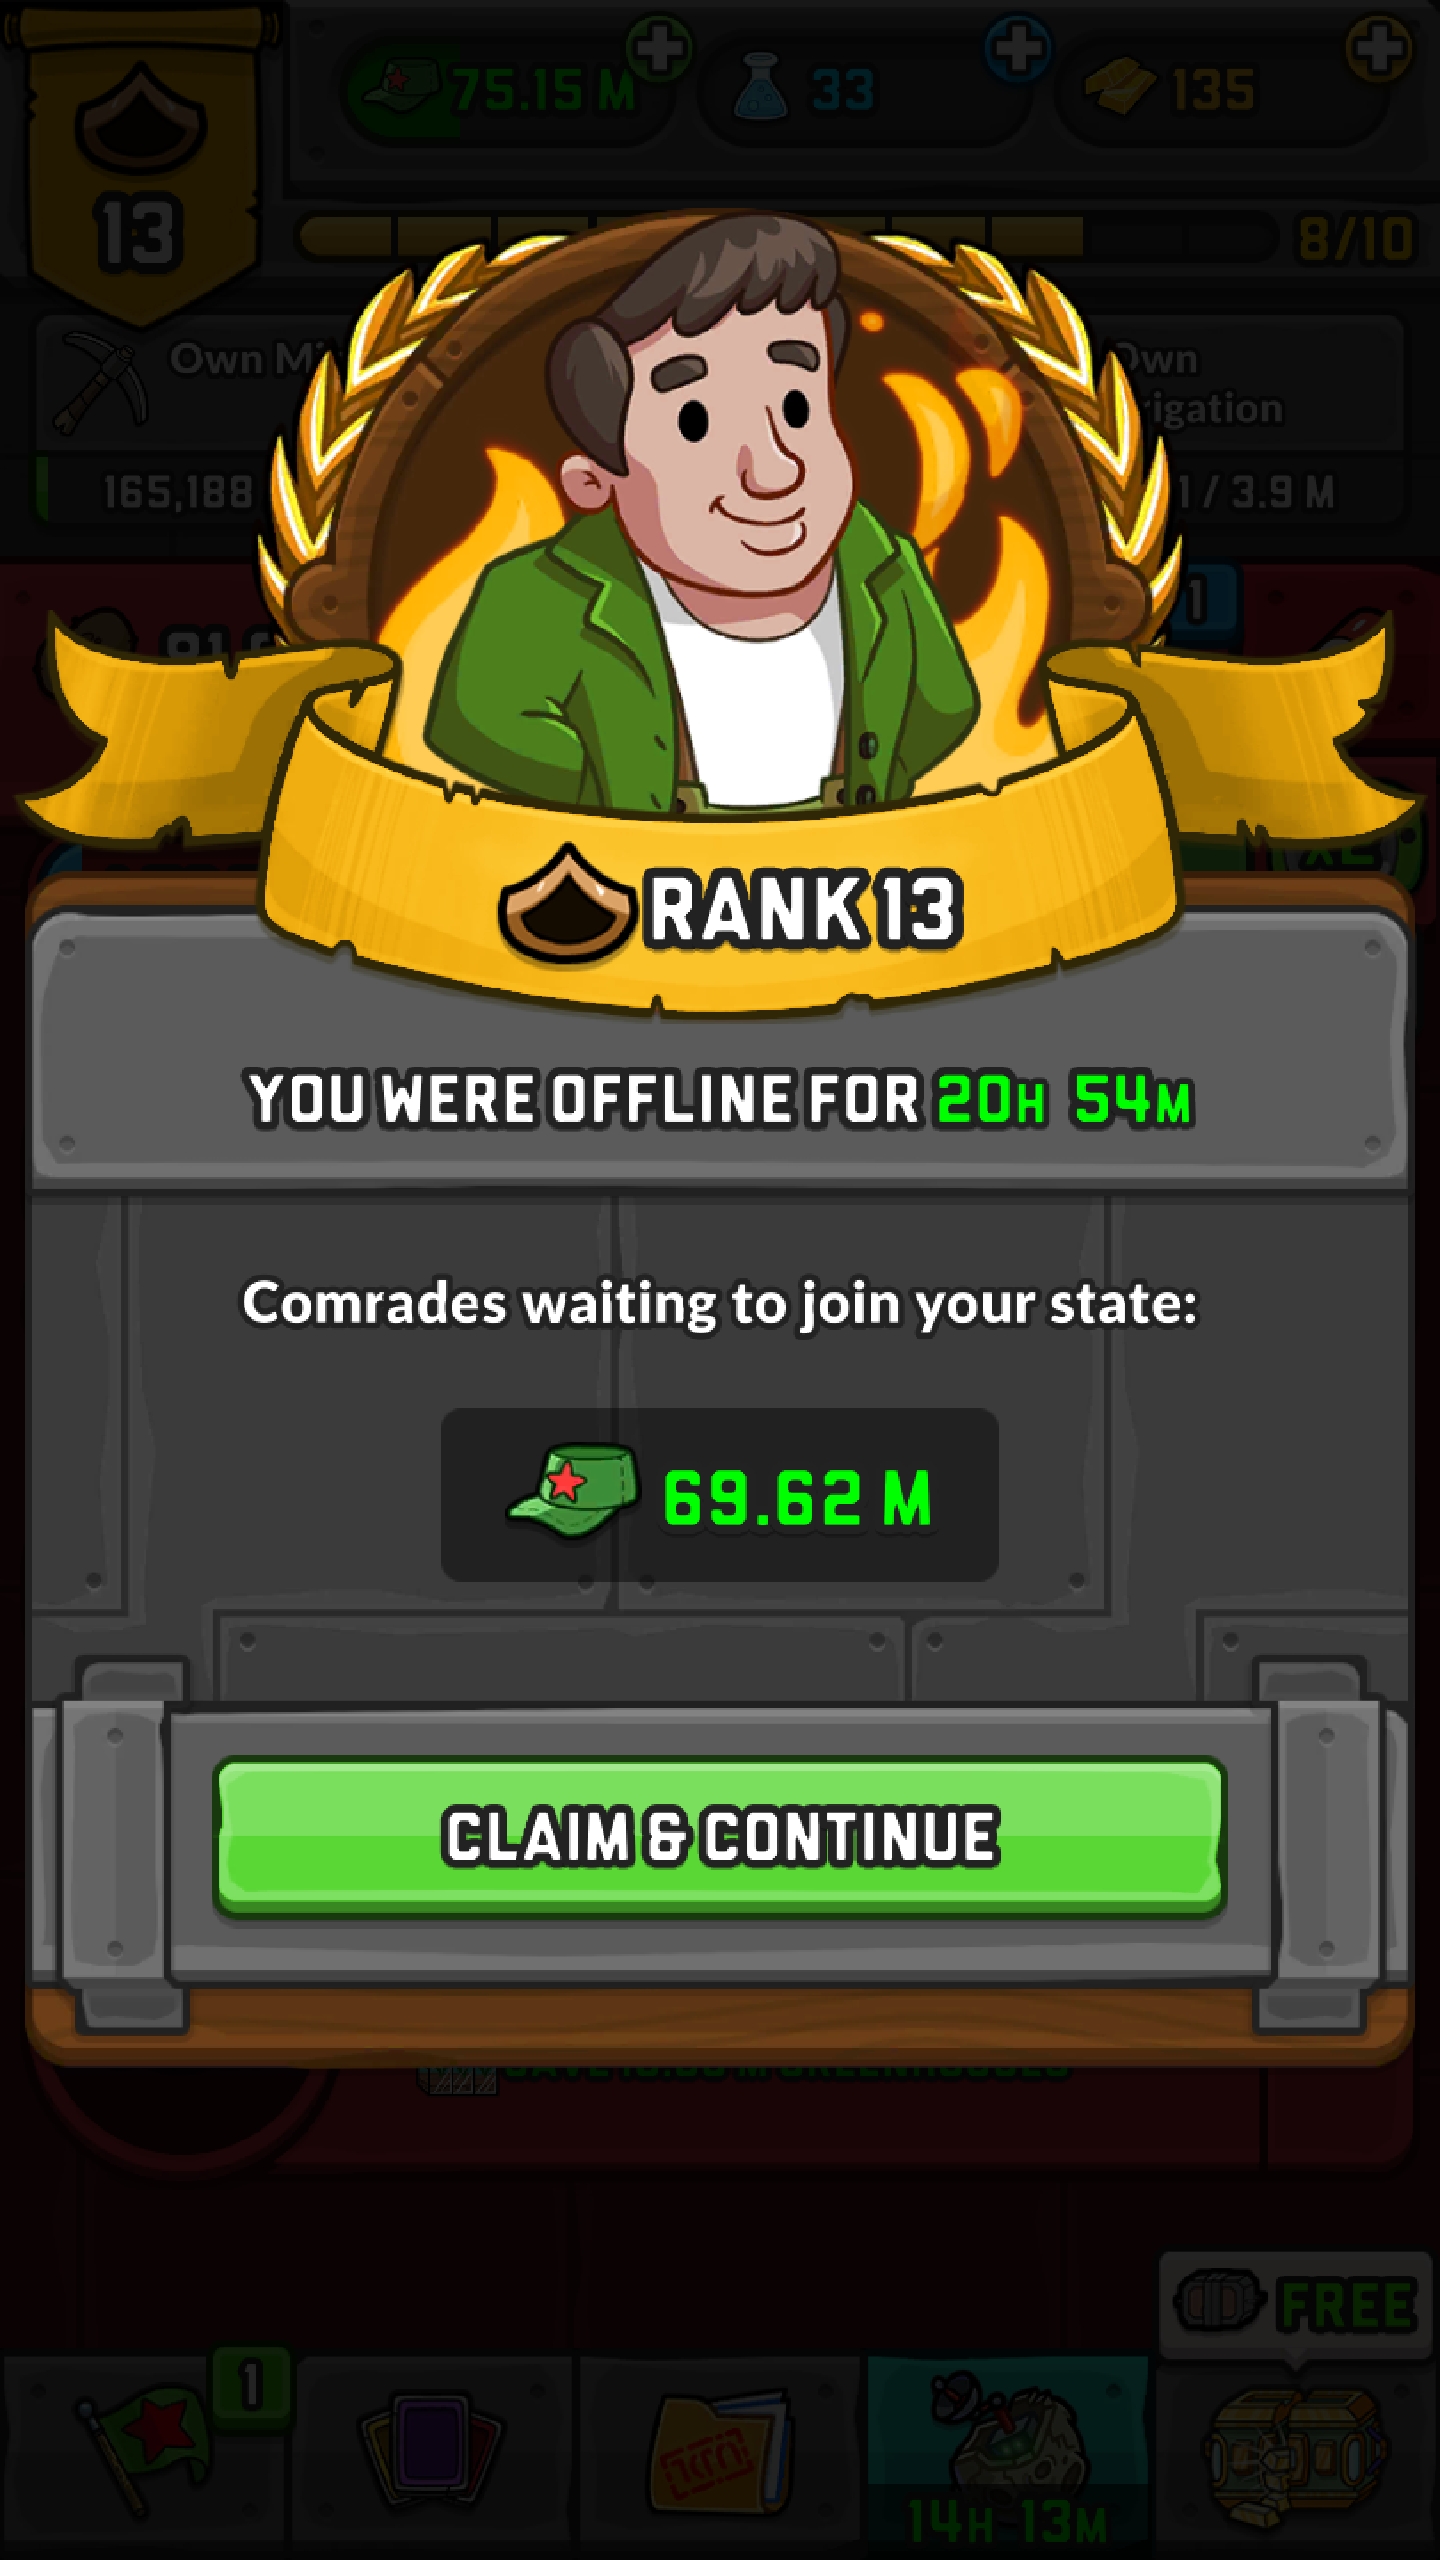 75.15 M
33
135
13
8/10
Own
Own
rigation
165,188
1 / 3.9 M
1
RANK 13
YOU WERE OFFLINE FOR 20H 54M
Comrades waiting to join your state:
69.62 M
CLAIM & CONTINUE
FREE
1
14H 13M